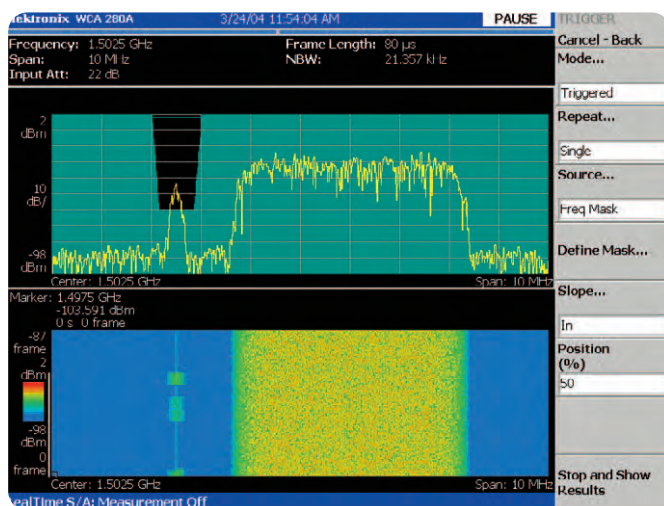 ektronix WCA 280A 3/24/04 11:54:04 AM PAUSE TRIGGER
Frequency: 1.5025 GHz Frame Length: 80 µs
Span: 10 MHz NBW: 21.357 kHz
Input Att: 22 dB
2
dBm
10
dB/
-98
dBm
Center: 1.5025 GHz Span: 10 MHz
Marker: 1.4975 GHz
-103.591 dBm
0 s 0 frame
-87
frame
2
dBm
-98
dBm
0
frame
Center: 1.5025 GHz Span: 10 MHz
ealTime S/A: Measurement Off
Cancel - Back
Mode...
Triggered
Repeat...
Single
Source...
Freq Mask
Define Mask...
Slope...
In
Position
(%)
50
Stop and Show
Results